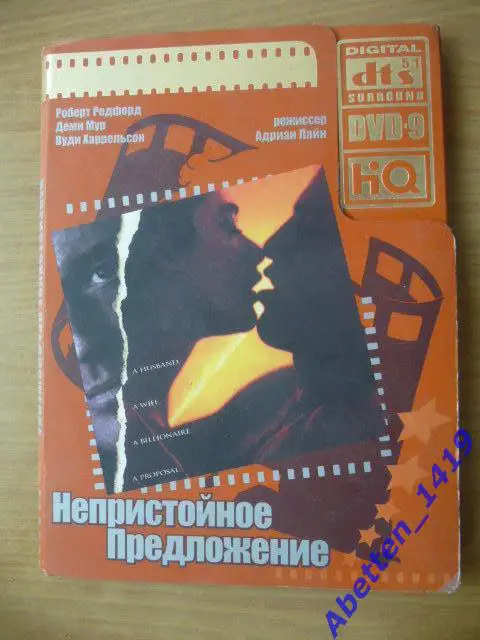 Роберт Редфорд
Деми Мур
Вуди Харрельсон
режиссер
Адриан Лайн
DIGITAL
dts 5.1
SURROUND
DVD-9
HiQ
A HUSBAND.
A WIFE.
A BILLIONAIRE.
A PROPOSAL.
Непристойное
Предложение
Abetten_1419